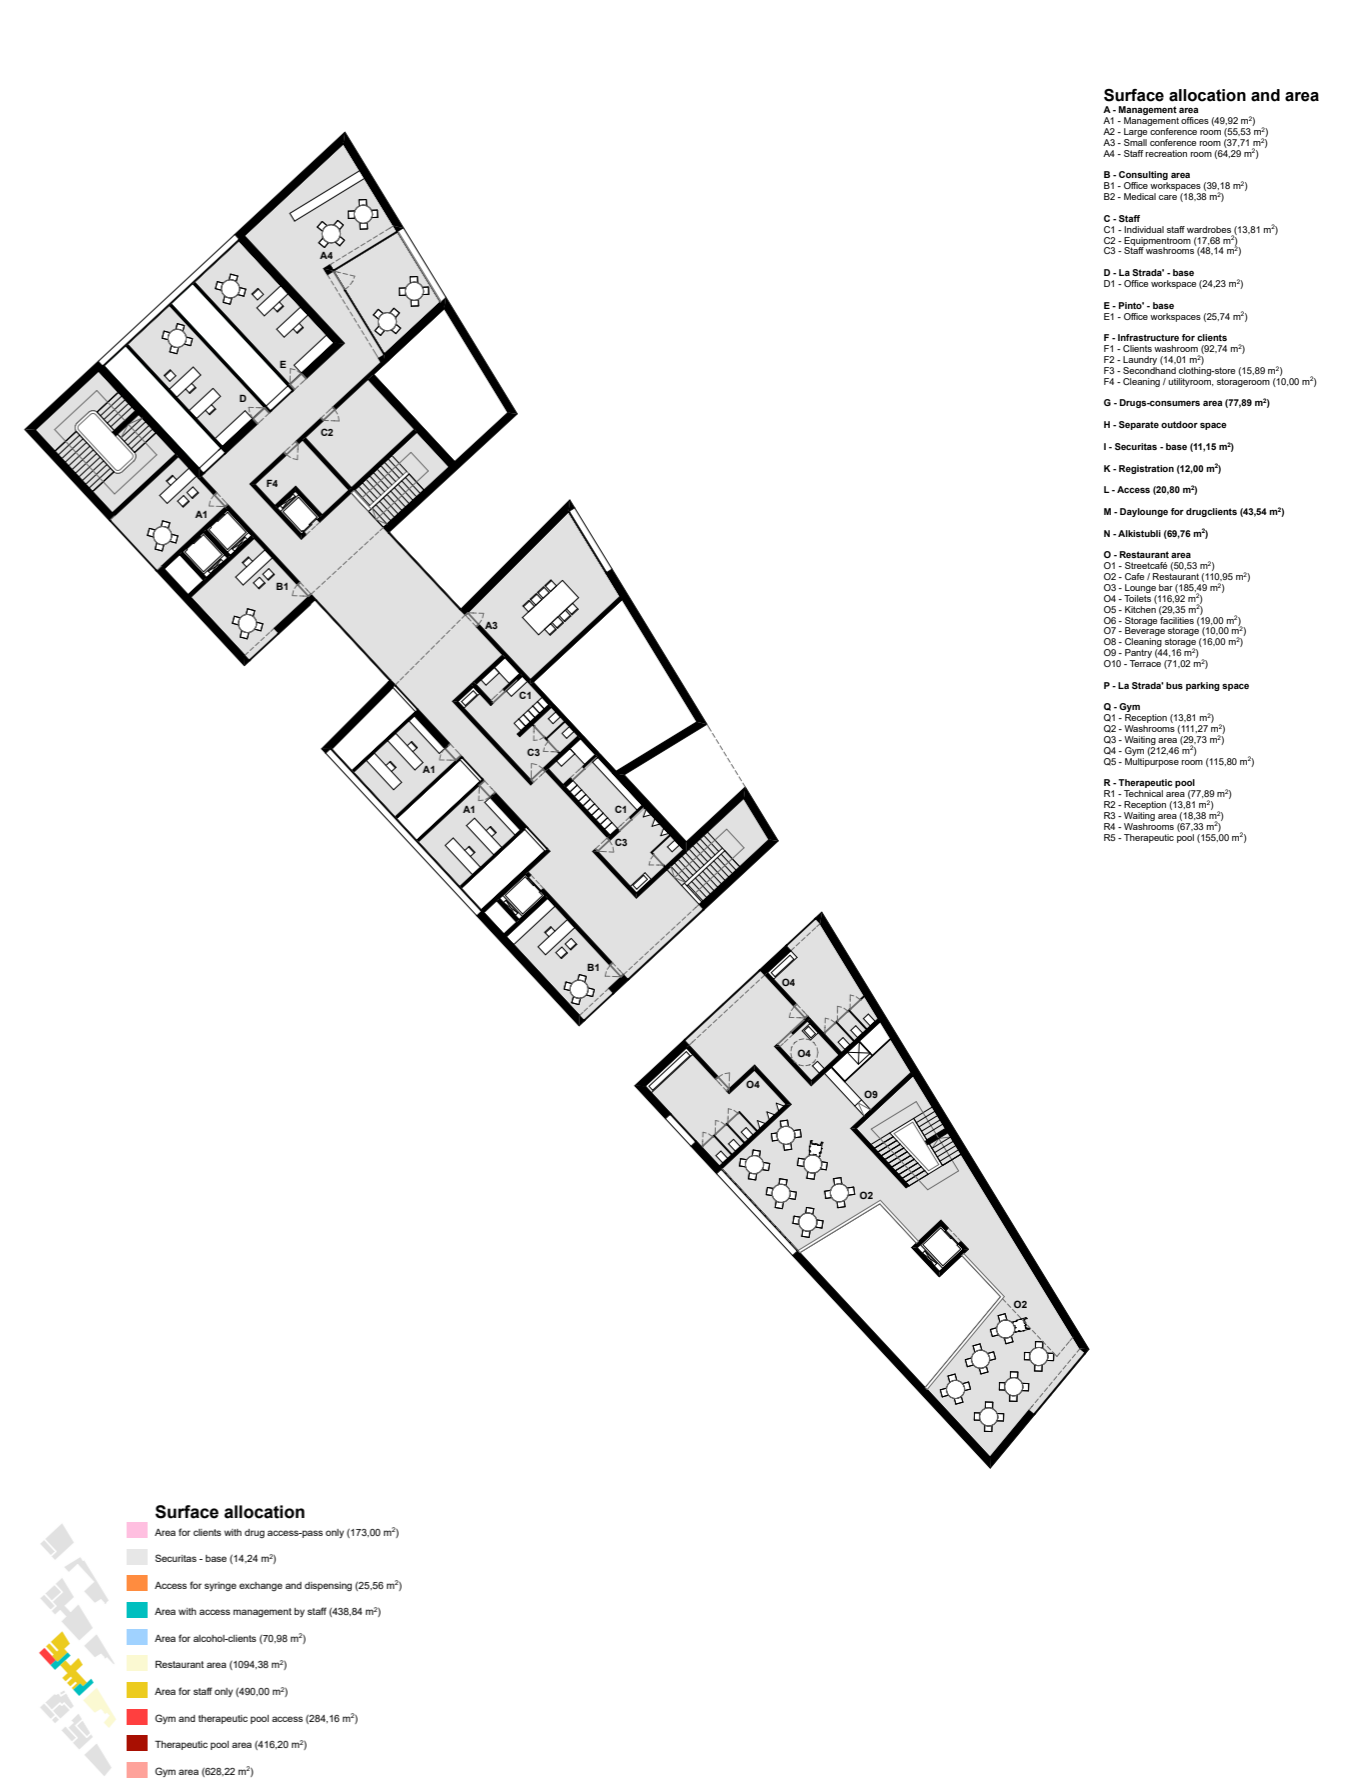 Surface allocation and area
A - Management area
A1 - Management offices (49,92 m²)
A2 - Large conference room (55,53 m²)
A3 - Small conference room (37,71 m²)
A4 - Staff recreation room (64,29 m²)
B - Consulting area
B1 - Office workspaces (39,18 m²)
B2 - Medical care (18,38 m²)
C - Staff
C1 - Individual staff wardrobes (13,81 m²)
C2 - Equipmentroom (17,68 m²)
C3 - Staff washrooms (48,14 m²)
D - La Strada' - base
D1 - Office workspace (24,23 m²)
E - Pinto' - base
E1 - Office workspaces (25,74 m²)
F - Infrastructure for clients
F1 - Clients washroom (92,74 m²)
F2 - Laundry (14,01 m²)
F3 - Secondhand clothing-store (15,89 m²)
F4 - Cleaning / utilityroom, storageroom (10,00 m²)
G - Drugs-consumers area (77,89 m²)
H - Separate outdoor space
I - Securitas - base (11,15 m²)
K - Registration (12,00 m²)
L - Access (20,80 m²)
M - Daylounge for drugclients (43,54 m²)
N - Alkistubli (69,76 m²)
O - Restaurant area
O1 - Streetcafé (50,53 m²)
O2 - Cafe / Restaurant (110,95 m²)
O3 - Lounge bar (185,49 m²)
O4 - Toilets (116,92 m²)
O5 - Kitchen (29,35 m²)
O6 - Storage facilities (19,00 m²)
O7 - Beverage storage (10,00 m²)
O8 - Cleaning storage (16,00 m²)
O9 - Pantry (44,16 m²)
O10 - Terrace (71,02 m²)
P - La Strada' bus parking space
Q - Gym
Q1 - Reception (13,81 m²)
Q2 - Washrooms (111,27 m²)
Q3 - Waiting area (29,73 m²)
Q4 - Gym (212,46 m²)
Q5 - Multipurpose room (115,80 m²)
R - Therapeutic pool
R1 - Technical area (77,89 m²)
R2 - Reception (13,81 m²)
R3 - Waiting area (18,38 m²)
R4 - Washrooms (67,33 m²)
R5 - Therapeutic pool (155,00 m²)
A4
E
D
C2
F4
A1
B1
A3
C1
C3
A1
A1
C1
C3
B1
O4
O4
O4
O9
O2
O2
Surface allocation
Area for clients with drug access-pass only (173,00 m²)
Securitas - base (14,24 m²)
Access for syringe exchange and dispensing (25,56 m²)
Area with access management by staff (438,84 m²)
Area for alcohol-clients (70,98 m²)
Restaurant area (1094,38 m²)
Area for staff only (490,00 m²)
Gym and therapeutic pool access (284,16 m²)
Therapeutic pool area (416,20 m²)
Gym area (628,22 m²)